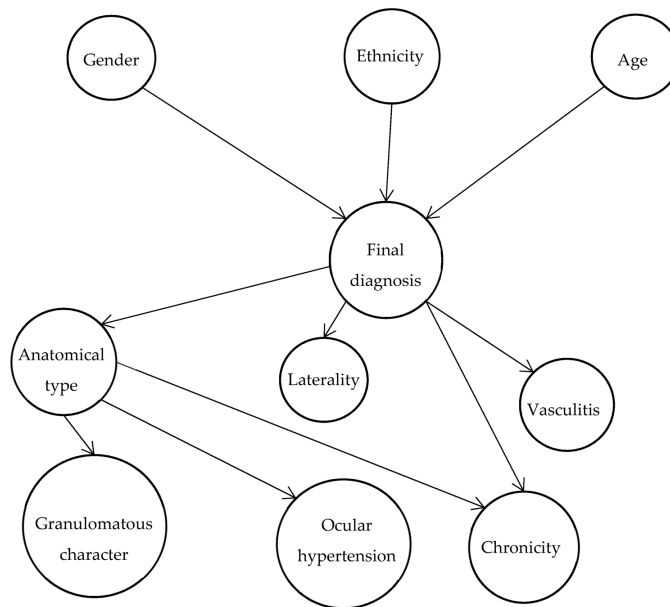 Gender
Ethnicity
Age
Final
diagnosis
Anatomical
type
Laterality
Vasculitis
Granulomatous
character
Ocular
hypertension
Chronicity